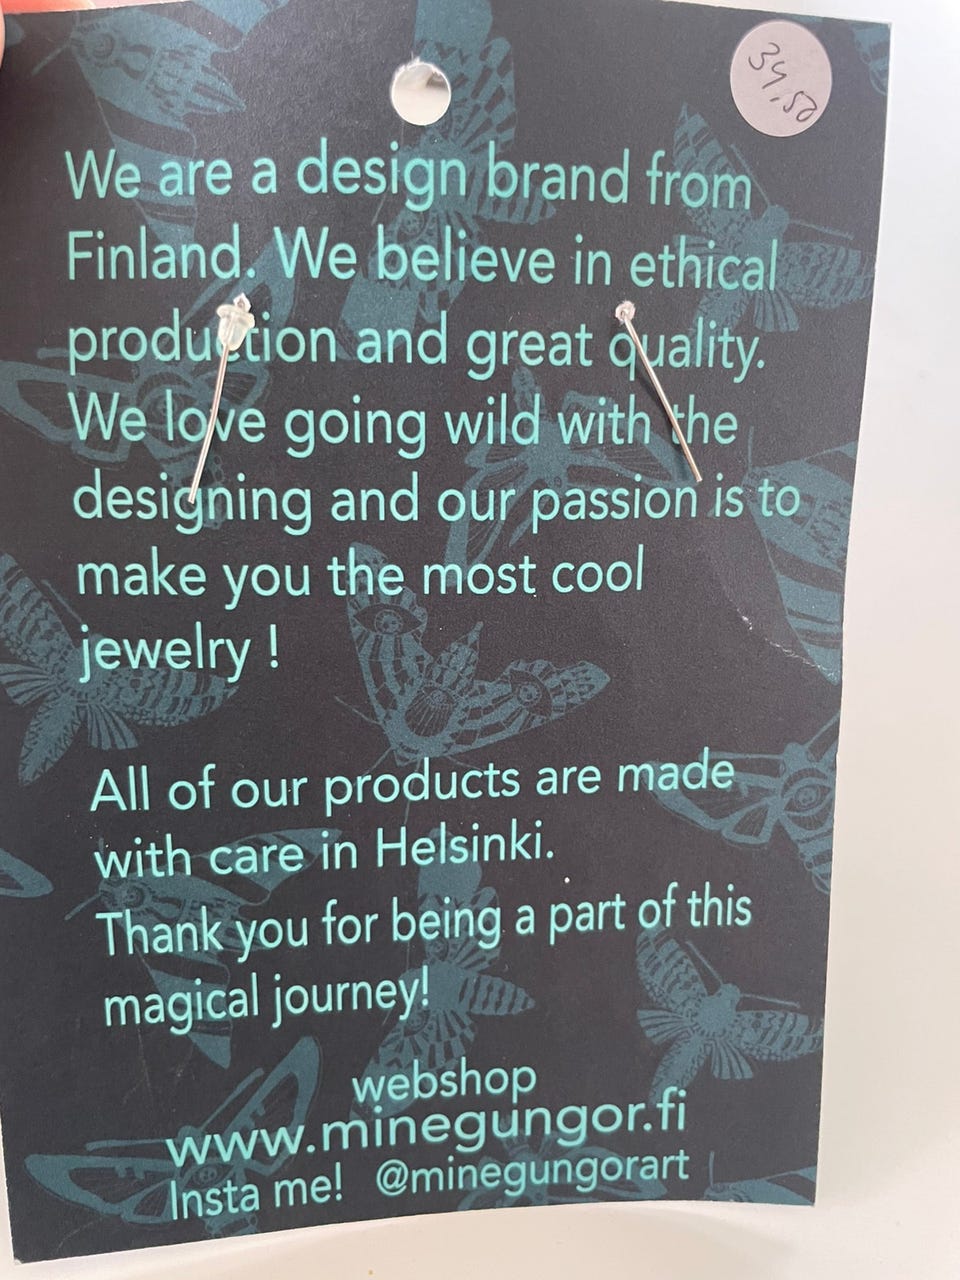 34,50
We are a design brand from
Finland. We believe in ethical
production and great quality.
We love going wild with the
designing and our passion is to
make you the most cool
jewelry !
All of our products are made
with care in Helsinki.
Thank you for being a part of this
magical journey!
webshop
www.minegungor.fi
Insta me! @minegungorart